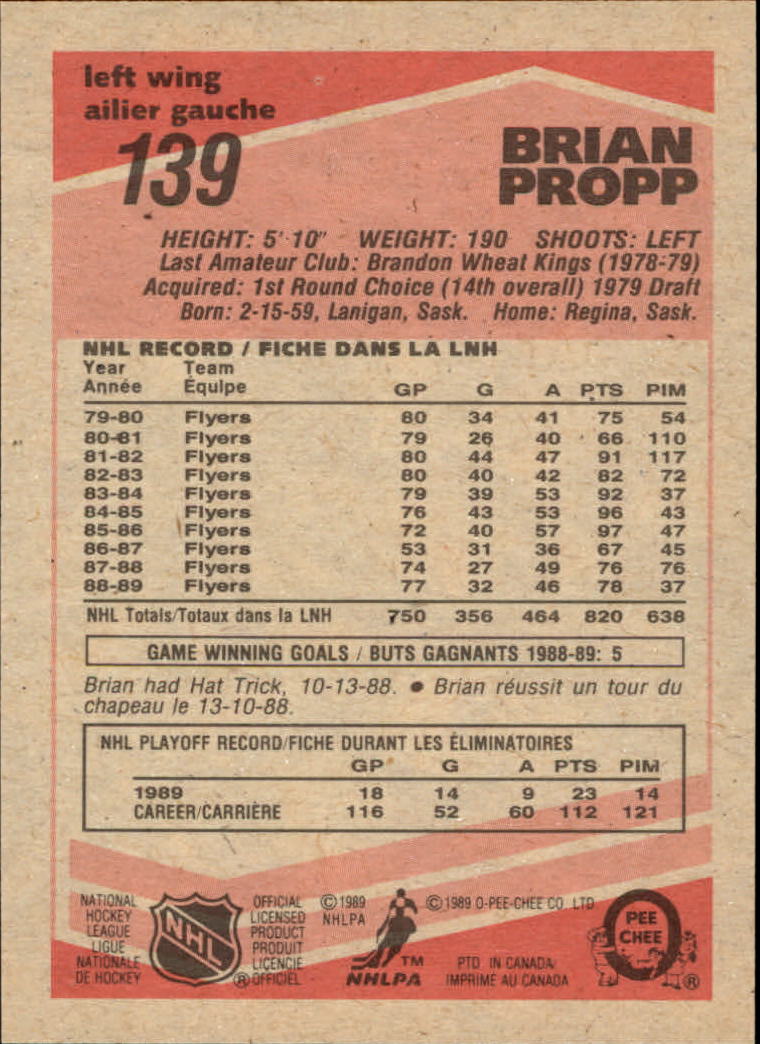 left wing
ailier gauche
139
BRIAN
PROPP
HEIGHT: 5' 10" WEIGHT: 190 SHOOTS: LEFT
Last Amateur Club: Brandon Wheat Kings (1978-79)
Acquired: 1st Round Choice (14th overall) 1979 Draft
Born: 2-15-59, Lanigan, Sask. Home: Regina, Sask.
NHL RECORD / FICHE DANS LA LNH
Year Team
Année Équipe GP G A PTS PIM
79-80 Flyers 80 34 41 75 54
80-81 Flyers 79 26 40 66 110
81-82 Flyers 80 44 47 91 117
82-83 Flyers 80 40 42 82 72
83-84 Flyers 79 39 53 92 37
84-85 Flyers 76 43 53 96 43
85-86 Flyers 72 40 57 97 47
86-87 Flyers 53 31 36 67 45
87-88 Flyers 74 27 49 76 76
88-89 Flyers 77 32 46 78 37
NHL Totals/Totaux dans la LNH 750 356 464 820 638
GAME WINNING GOALS / BUTS GAGNANTS 1988-89: 5
Brian had Hat Trick, 10-13-88. ● Brian réussit un tour du
chapeau le 13-10-88.
NHL PLAYOFF RECORD/FICHE DURANT LES ÉLIMINATOIRES
GP G A PTS PIM
1989 18 14 9 23 14
CAREER/CARRIÈRE 116 52 60 112 121
NATIONAL
HOCKEY
LEAGUE
LIGUE
NATIONALE
DE HOCKEY
NHL
®
OFFICIAL
LICENSED
PRODUCT
PRODUIT
LICENCIÉ
OFFICIEL
©1989
NHLPA
TM
NHLPA
©1989 O-PEE-CHEE CO. LTD
PTD IN CANADA
IMPRIMÉ AU CANADA
O
PEE
CHEE
®